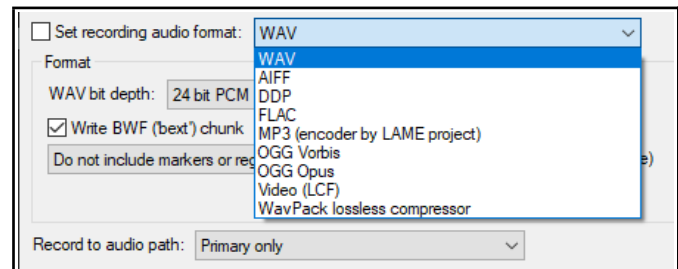 Set recording audio format: WAV
WAV
Format
AIFF
WAV bit depth: 24 bit PCM
DDP
FLAC
Write BWF ('bext') chunk
MP3 (encoder by LAME project)
OGG Vorbis
Do not include markers or e)
OGG Opus
Video (LCF)
WavPack lossless compressor
Record to audio path: Primary only